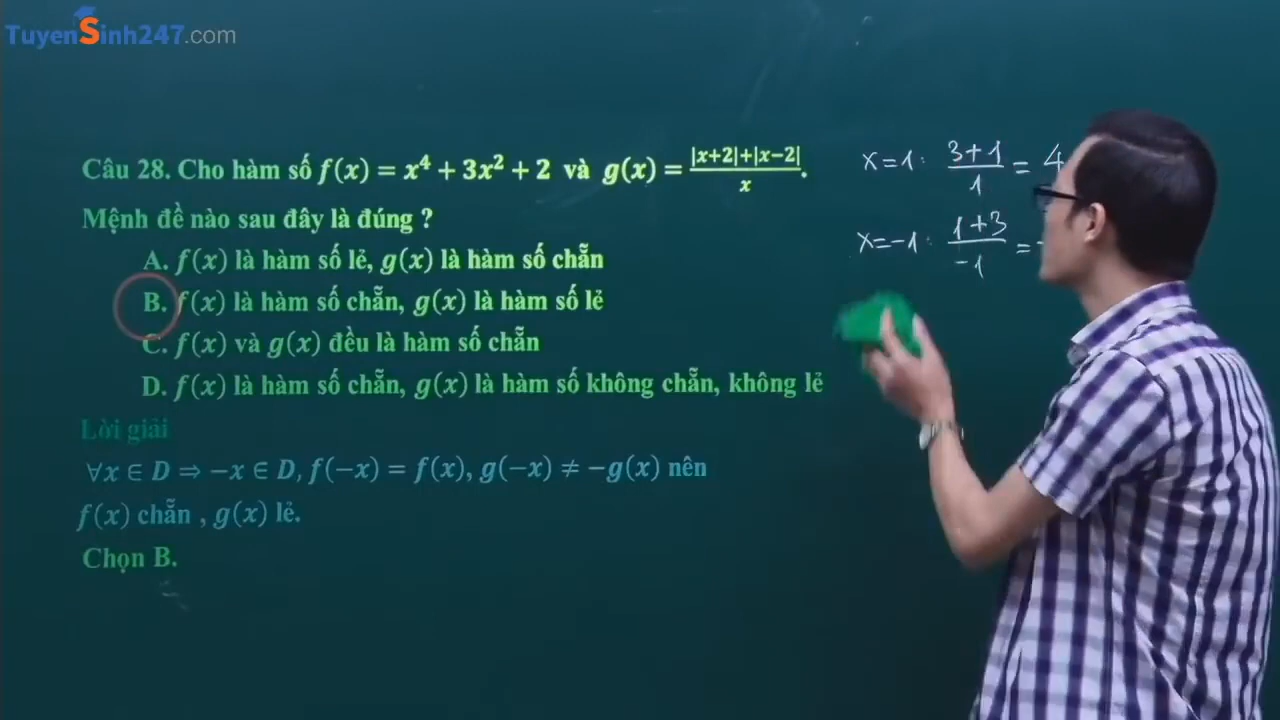 TuyenSinh247.com
Câu 28. Cho hàm số f(x) = x⁴ + 3x² + 2 và g(x) = (|x+2|+|x−2|)/x.
Mệnh đề nào sau đây là đúng ?
A. f(x) là hàm số lẻ, g(x) là hàm số chẵn
B. f(x) là hàm số chẵn, g(x) là hàm số lẻ
C. f(x) và g(x) đều là hàm số chẵn
D. f(x) là hàm số chẵn, g(x) là hàm số không chẵn, không lẻ
Lời giải
∀x ∈ D ⇒ −x ∈ D, f(−x) = f(x), g(−x) ≠ −g(x) nên
f(x) chẵn , g(x) lẻ.
Chọn B.
x=1: (3+1)/1 = 4
x=-1: (1+3)/-1 = -